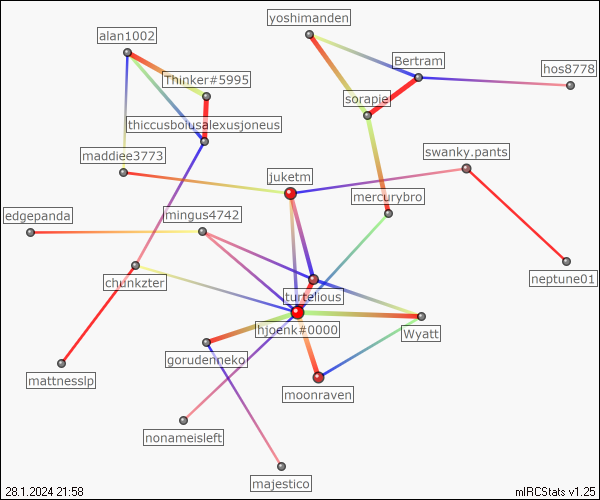 yoshimanden
alan1002
Bertram
hos8778
Thinker#5995
sorapie
thiccusbolusalexusjoneus
swanky.pants
maddiee3773
juketm
mercurybro
edgepanda
mingus4742
neptune01
chunkzter
turtelious
hjoenk#0000
Wyatt
gorudenneko
mattnesslp
moonraven
nonameisleft
majestico
28.1.2024 21:58
mIRCStats v1.25